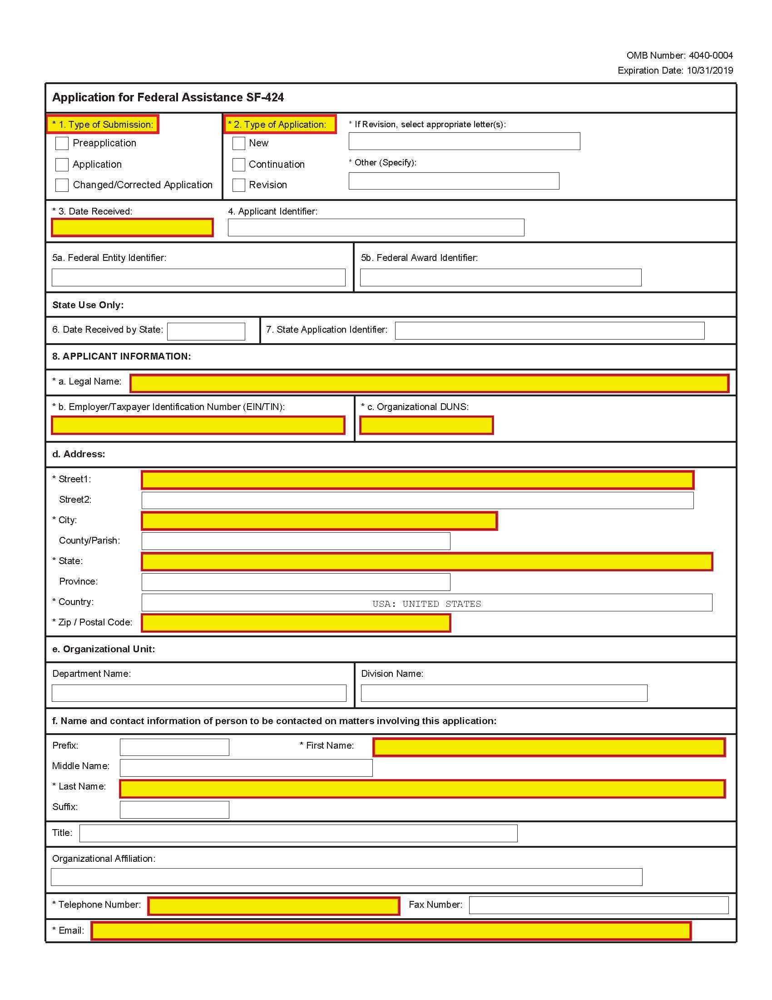 OMB Number: 4040-0004
Expiration Date: 10/31/2019
Application for Federal Assistance SF-424
* 1. Type of Submission:
Preapplication
Application
Changed/Corrected Application
* 2. Type of Application:
New
Continuation
Revision
* If Revision, select appropriate letter(s):
* Other (Specify):
* 3. Date Received:
4. Applicant Identifier:
5a. Federal Entity Identifier:
5b. Federal Award Identifier:
State Use Only:
6. Date Received by State:
7. State Application Identifier:
8. APPLICANT INFORMATION:
* a. Legal Name:
* b. Employer/Taxpayer Identification Number (EIN/TIN):
* c. Organizational DUNS:
d. Address:
* Street1:
Street2:
* City:
County/Parish:
* State:
Province:
* Country:
USA: UNITED STATES
* Zip / Postal Code:
e. Organizational Unit:
Department Name:
Division Name:
f. Name and contact information of person to be contacted on matters involving this application:
Prefix:
* First Name:
Middle Name:
* Last Name:
Suffix:
Title:
Organizational Affiliation:
* Telephone Number:
Fax Number:
* Email: